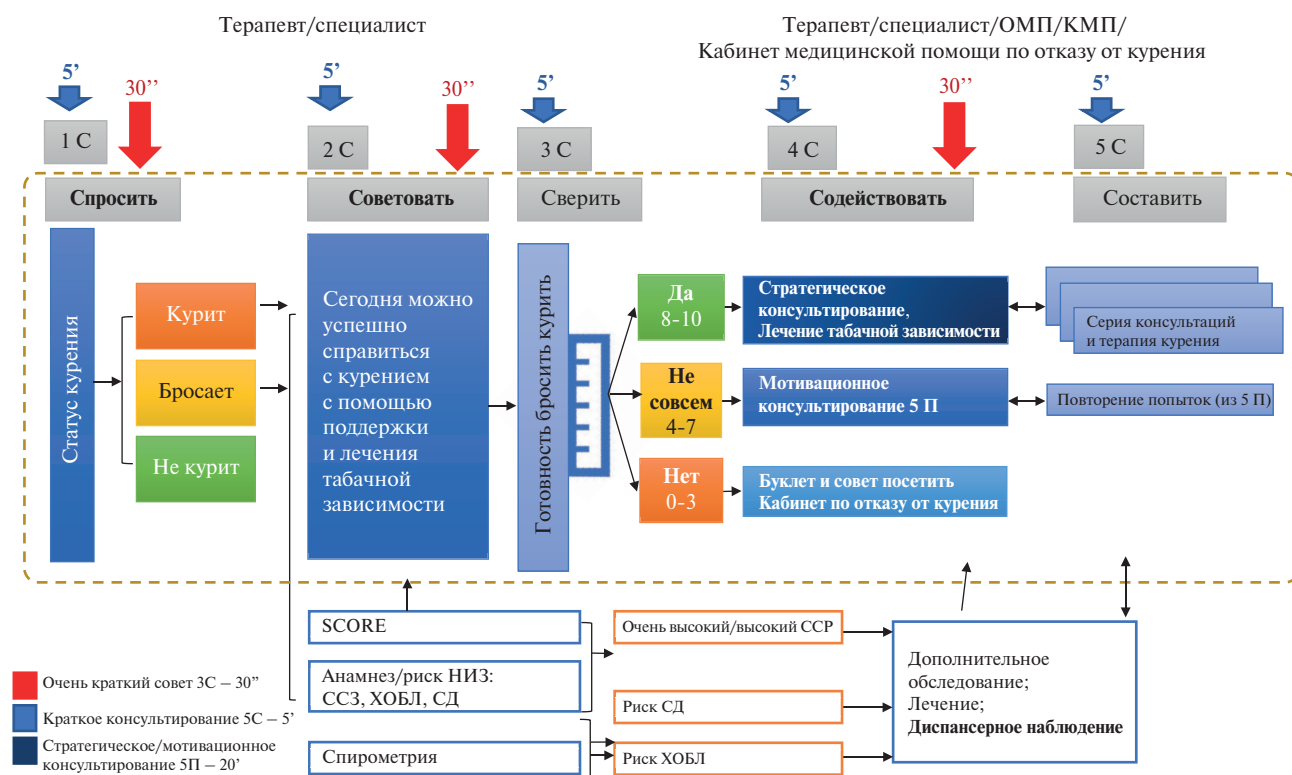 Терапевт/специалист
Терапевт/специалист/ОМП/КМП/
Кабинет медицинской помощи по отказу от курения
5’
30’’
5’
30’’
5’
5’
30’’
5’
1 С
2 С
3 С
4 С
5 С
Спросить
Советовать
Сверить
Содействовать
Составить
Статус курения
Курит
Бросает
Не курит
Сегодня можно
успешно
справиться
с курением
с помощью
поддержки
и лечения
табачной
зависимости
Готовность бросить курить
Да
8-10
Не
совсем
4-7
Нет
0-3
Стратегическое
консультирование,
Лечение табачной зависимости
Мотивационное
консультирование 5 П
Буклет и совет посетить
Кабинет по отказу от курения
Серия консультаций
и терапия курения
Повторение попыток (из 5 П)
SCORE
Анамнез/риск НИЗ:
ССЗ, ХОБЛ, СД
Спирометрия
Очень высокий/высокий ССР
Риск СД
Риск ХОБЛ
Дополнительное
обследование;
Лечение;
Диспансерное наблюдение
Очень краткий совет 3С – 30”
Краткое консультирование 5С – 5’
Стратегическое/мотивационное
консультирование 5П – 20’